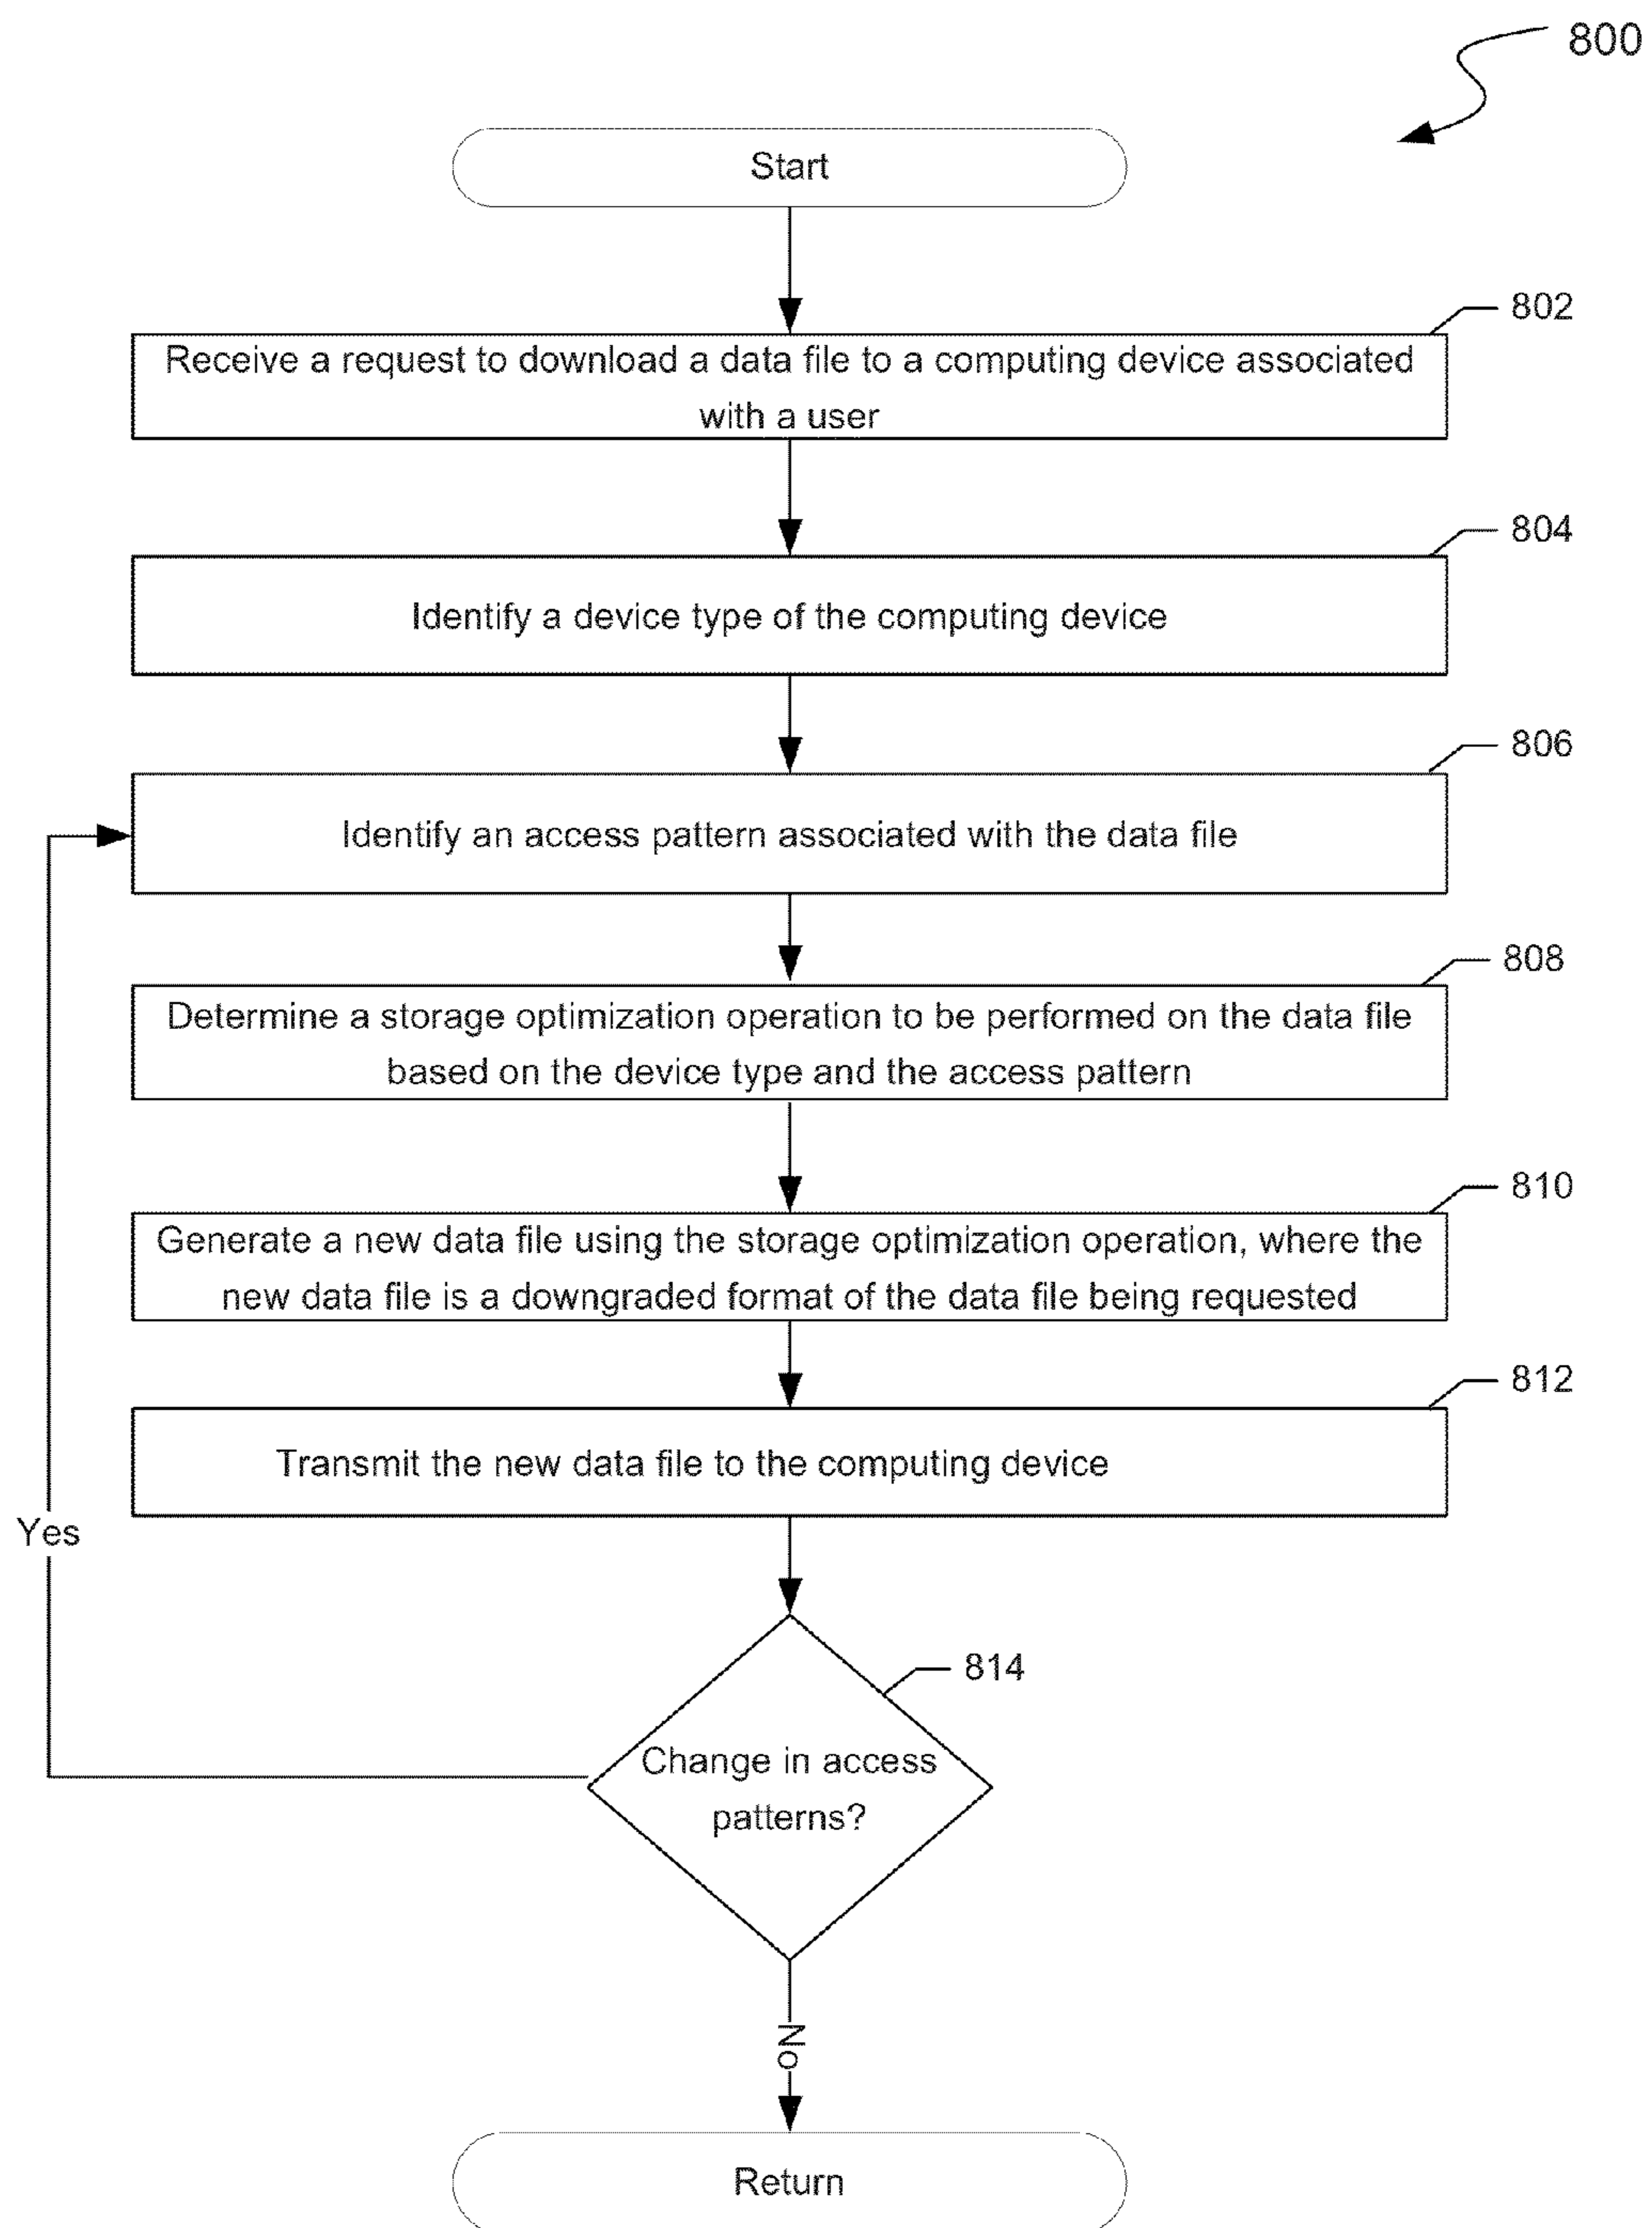 800
Start
802
Receive a request to download a data file to a computing device associated
with a user
804
Identify a device type of the computing device
806
Identify an access pattern associated with the data file
808
Determine a storage optimization operation to be performed on the data file
based on the device type and the access pattern
810
Generate a new data file using the storage optimization operation, where the
new data file is a downgraded format of the data file being requested
812
Transmit the new data file to the computing device
Yes
814
Change in access
patterns?
No
Return